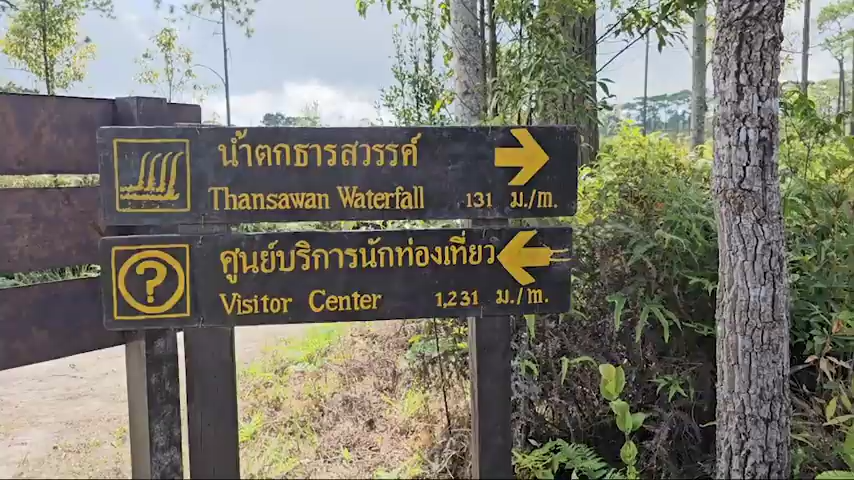 น้ำตกธารสวรรค์
Thansawan Waterfall 131 ม./m.
ศูนย์บริการนักท่องเที่ยว
?
Visitor Center 1,231 ม./m.